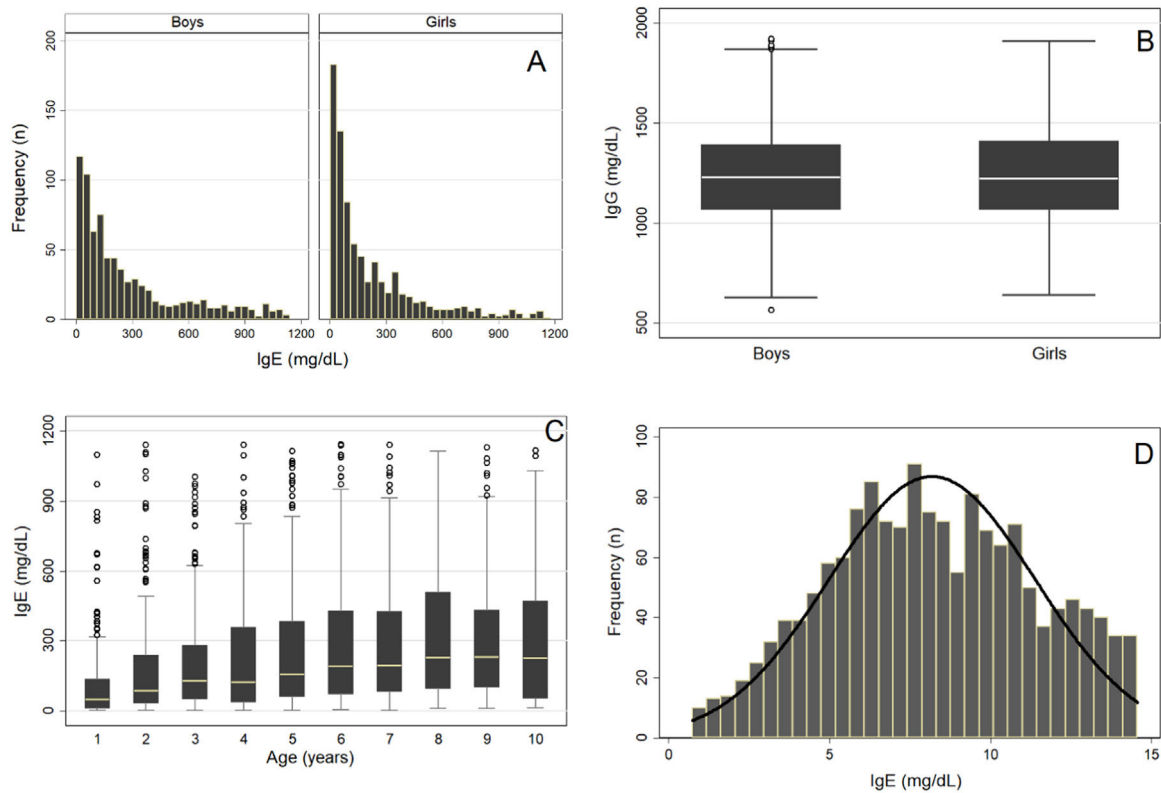 Boys Girls
A
200
150
100
50
0
Frequency (n)
0 300 600 900 1200 0 300 600 900 1200
IgE (mg/dL)
B
2000
1500
1000
500
IgG (mg/dL)
Boys Girls
C
1200
900
600
300
0
IgE (mg/dL)
1 2 3 4 5 6 7 8 9 10
Age (years)
D
100
80
60
40
20
0
Frequency (n)
0 5 10 15
IgE (mg/dL)